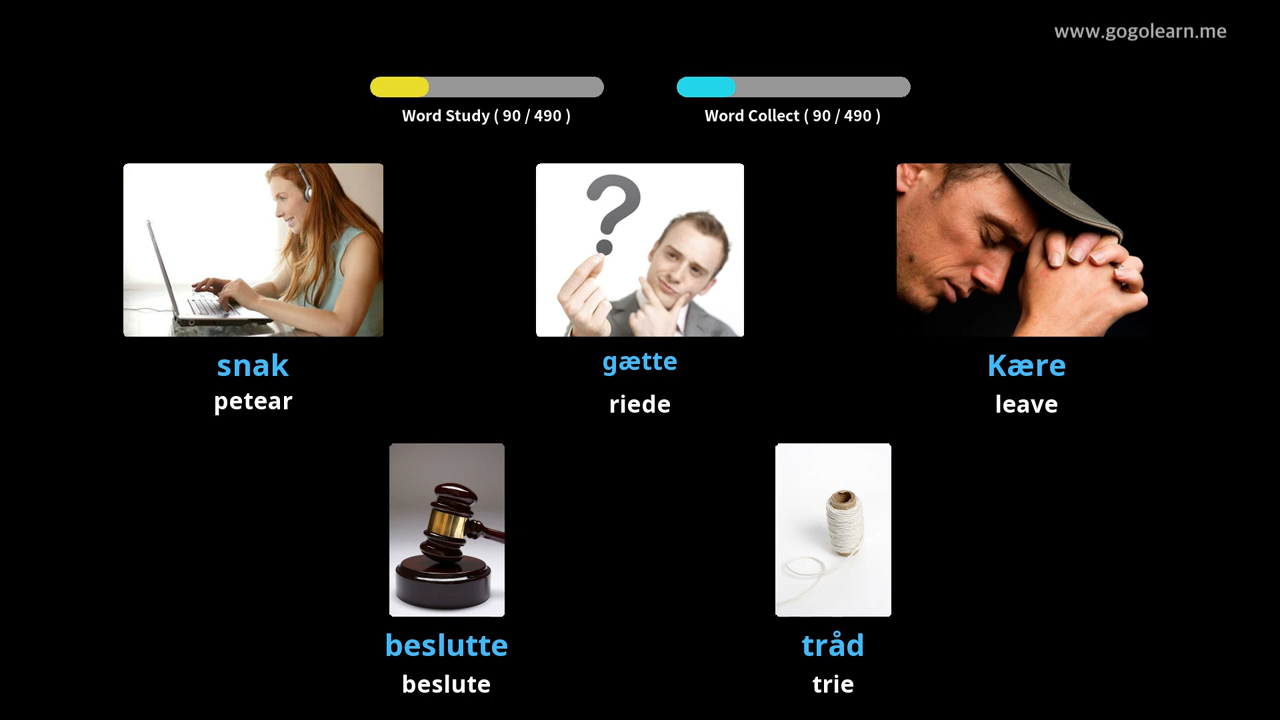 www.gogolearn.me
Word Study ( 90 / 490 )
Word Collect ( 90 / 490 )
snak
petear
gætte
riede
Kære
leave
beslutte
beslute
tråd
trie